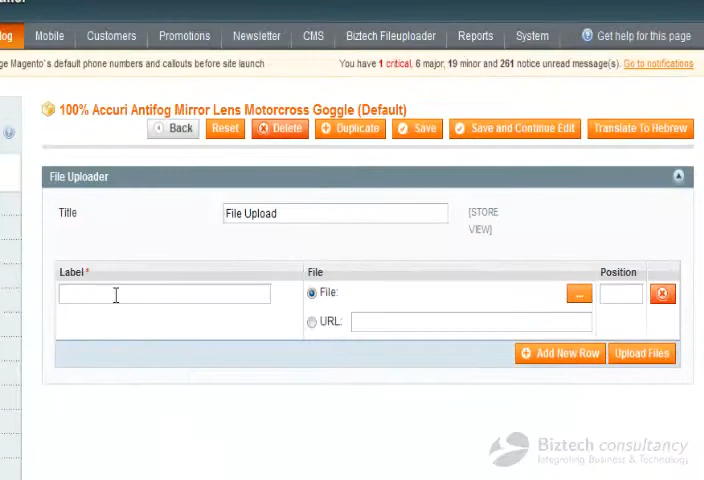 Mobile Customers Promotions Newsletter CMS Biztech Fileuploader Reports System Get help for this page
ge Magento's default phone numbers and callouts before site launch You have 1 critical, 6 major, 19 minor and 261 notice unread message(s). Go to notifications
100% Accuri Antifog Mirror Lens Motorcross Goggle (Default)
Back Reset Delete Duplicate Save Save and Continue Edit Translate To Hebrew
File Uploader
Title File Upload [STORE
VIEW]
Label * File Position
File: ...
URL:
Add New Row Upload Files
Biztech consultancy
Integrating Business & Technology